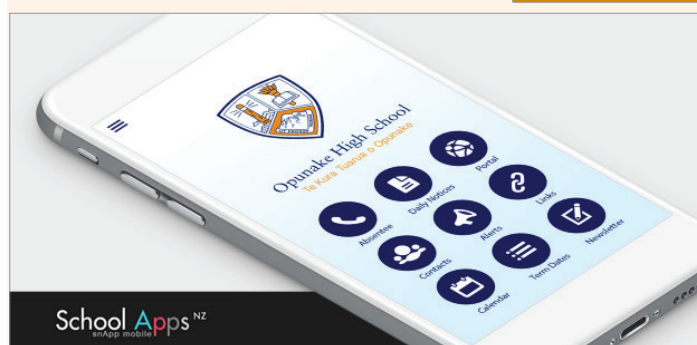 Opunake High School
Te Kura Tuarua o Opunake
Absentee
Daily Notices
Portal
Contacts
Alerts
Links
Calendar
Term Dates
Newsletter
School Apps NZ
snApp mobile